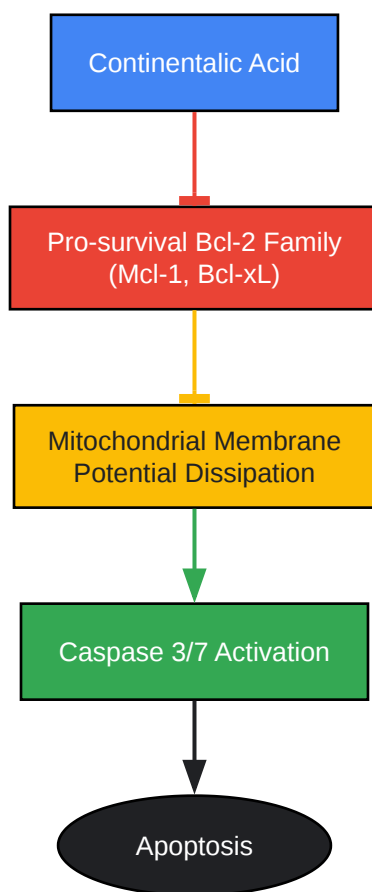 Continentalic Acid
Pro-survival Bcl-2 Family
(Mcl-1, Bcl-xL)
Mitochondrial Membrane
Potential Dissipation
Caspase 3/7 Activation
Apoptosis